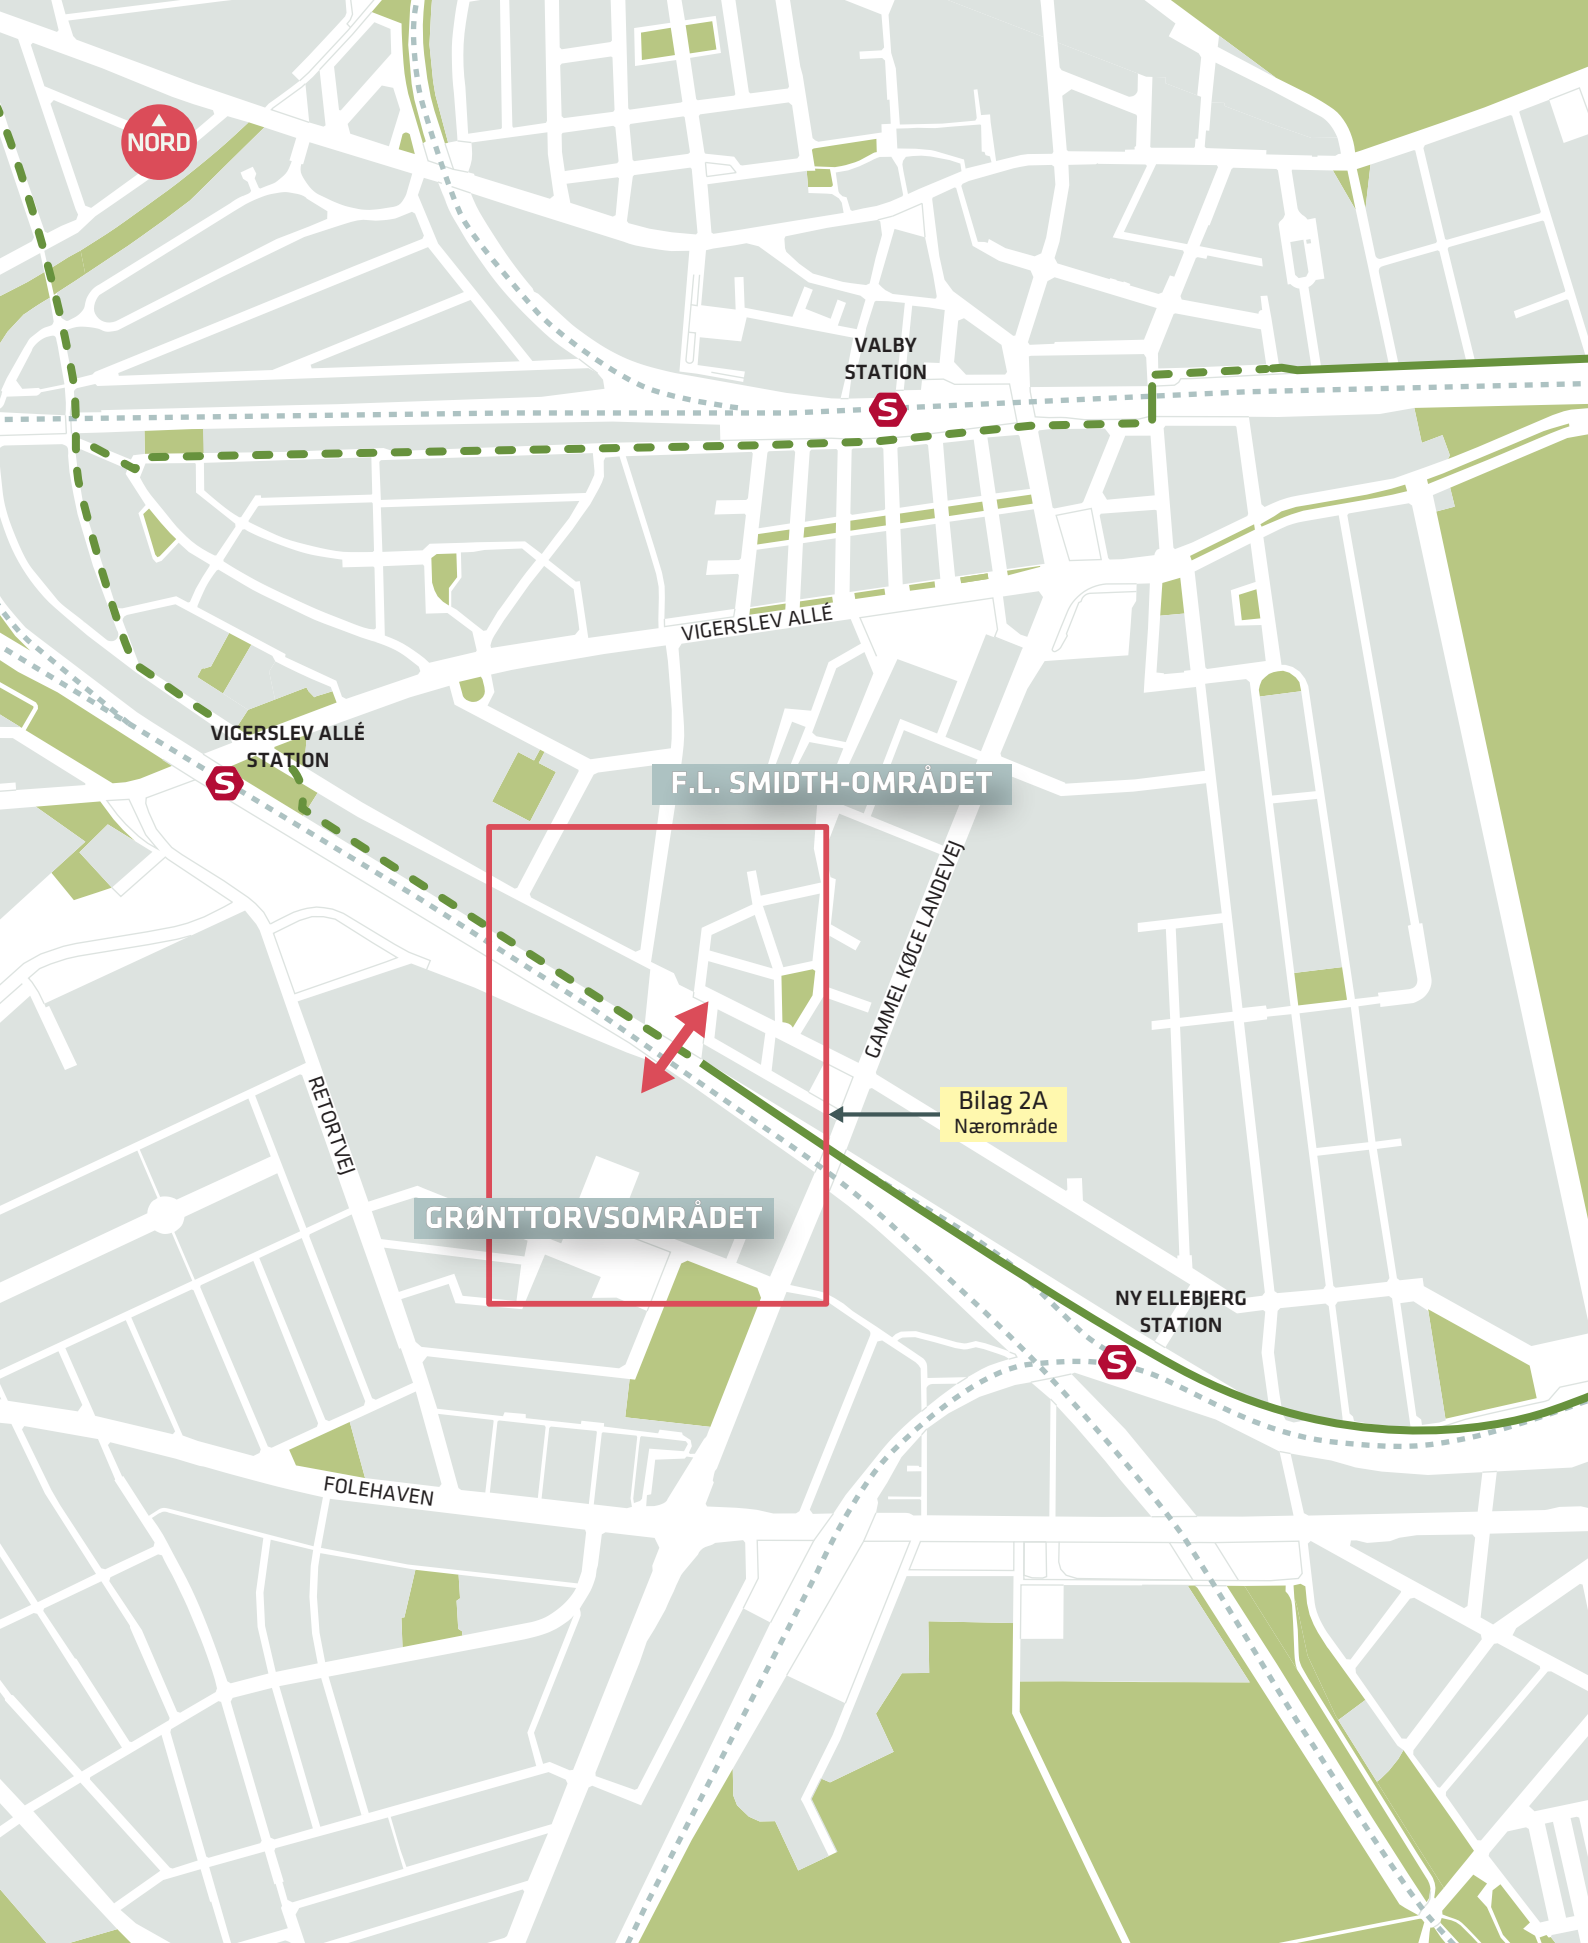 NORD
VALBY
STATION
S
VIGERSLEV ALLÉ
VIGERSLEV ALLÉ
STATION
S
F.L. SMIDTH-OMRÅDET
GAMMEL KØGE LANDEVEJ
RETORTVEJ
Bilag 2A
Nærområde
GRØNTTORVSOMRÅDET
NY ELLEBJERG
STATION
S
FOLEHAVEN